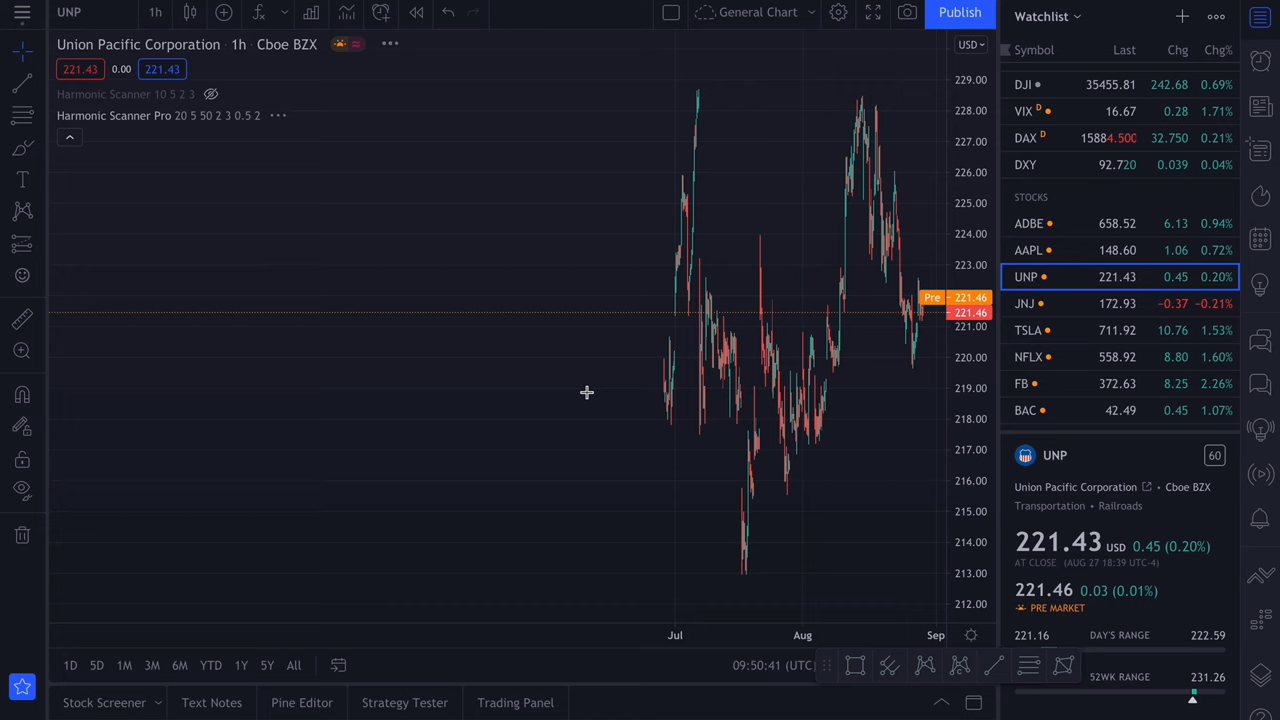 UNP
1h
General Chart
Publish
Union Pacific Corporation · 1h · Cboe BZX
221.43 0.00 221.43
Harmonic Scanner 10 5 2 3
Harmonic Scanner Pro 20 5 50 2 3 0.5 2
USD
229.00
228.00
227.00
226.00
225.00
224.00
223.00
Pre 221.46
221.46
221.00
220.00
219.00
218.00
217.00
216.00
215.00
214.00
213.00
212.00
Jul Aug Sep
1D 5D 1M 3M 6M YTD 1Y 5Y All
09:50:41 (UTC)
Stock Screener Text Notes Pine Editor Strategy Tester Trading Panel
Watchlist
Symbol Last Chg Chg%
DJI 35455.81 242.68 0.69%
VIX D 16.67 0.28 1.71%
DAX D 15884.500 32.750 0.21%
DXY 92.720 0.039 0.04%
STOCKS
ADBE 658.52 6.13 0.94%
AAPL 148.60 1.06 0.72%
UNP 221.43 0.45 0.20%
JNJ 172.93 −0.37 −0.21%
TSLA 711.92 10.76 1.53%
NFLX 558.92 8.80 1.60%
FB 372.63 8.25 2.26%
BAC 42.49 0.45 1.07%
UNP 60
Union Pacific Corporation · Cboe BZX
Transportation · Railroads
221.43 USD 0.45 (0.20%)
AT CLOSE (AUG 27 18:39 UTC-4)
221.46 0.03 (0.01%)
PRE MARKET
221.16 DAY'S RANGE 222.59
52WK RANGE 231.26